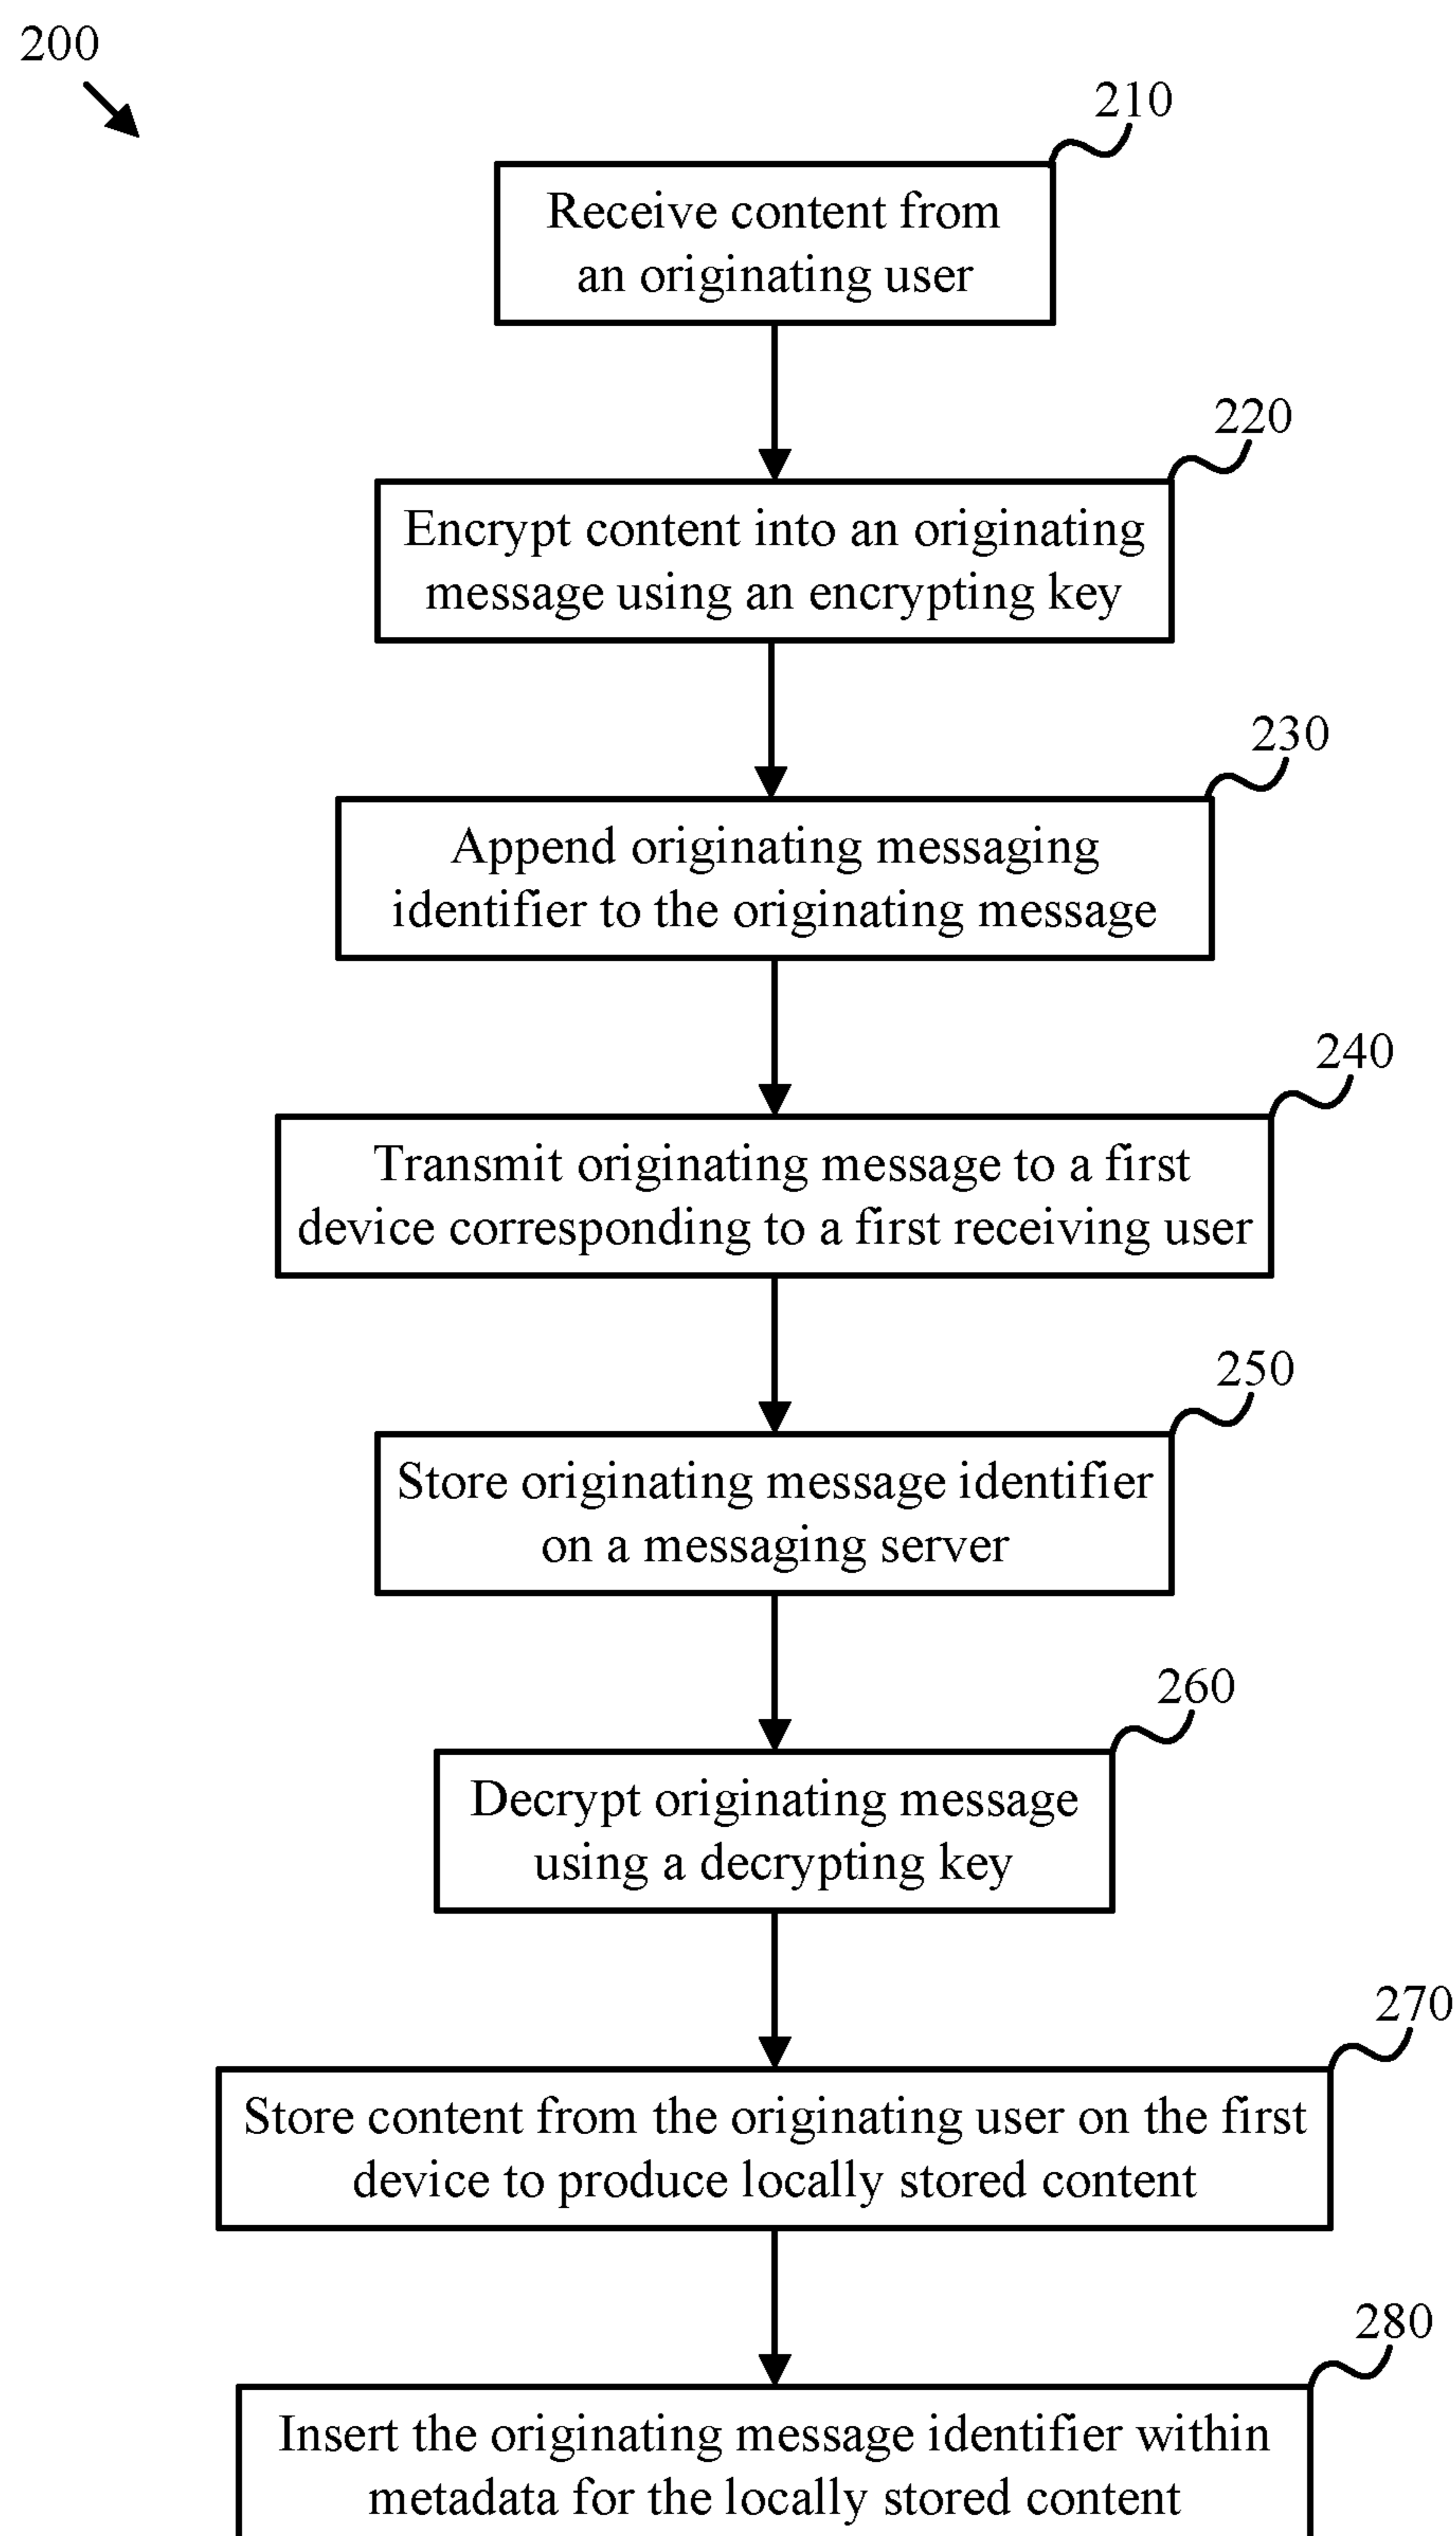 200
210
Receive content from
an originating user
220
Encrypt content into an originating
message using an encrypting key
230
Append originating messaging
identifier to the originating message
240
Transmit originating message to a first
device corresponding to a first receiving user
250
Store originating message identifier
on a messaging server
260
Decrypt originating message
using a decrypting key
270
Store content from the originating user on the first
device to produce locally stored content
280
Insert the originating message identifier within
metadata for the locally stored content